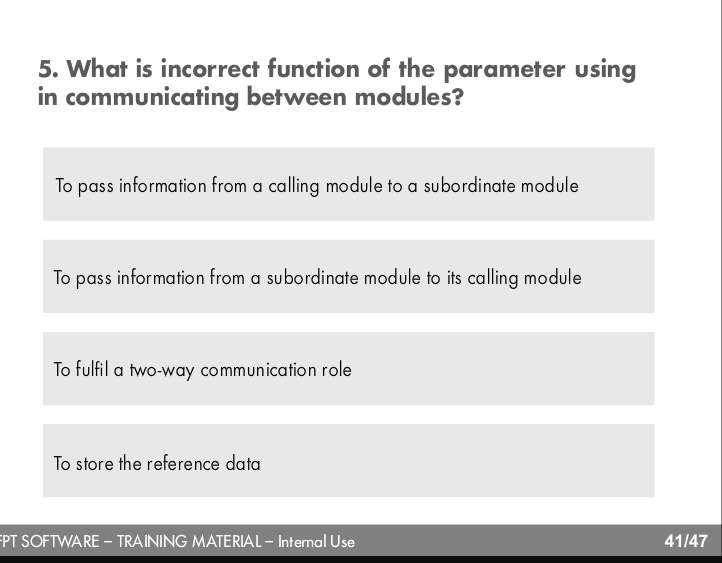 5. What is incorrect function of the parameter using
in communicating between modules?
To pass information from a calling module to a subordinate module
To pass information from a subordinate module to its calling module
To fulfil a two-way communication role
To store the reference data
FPT SOFTWARE – TRAINING MATERIAL – Internal Use 41/47